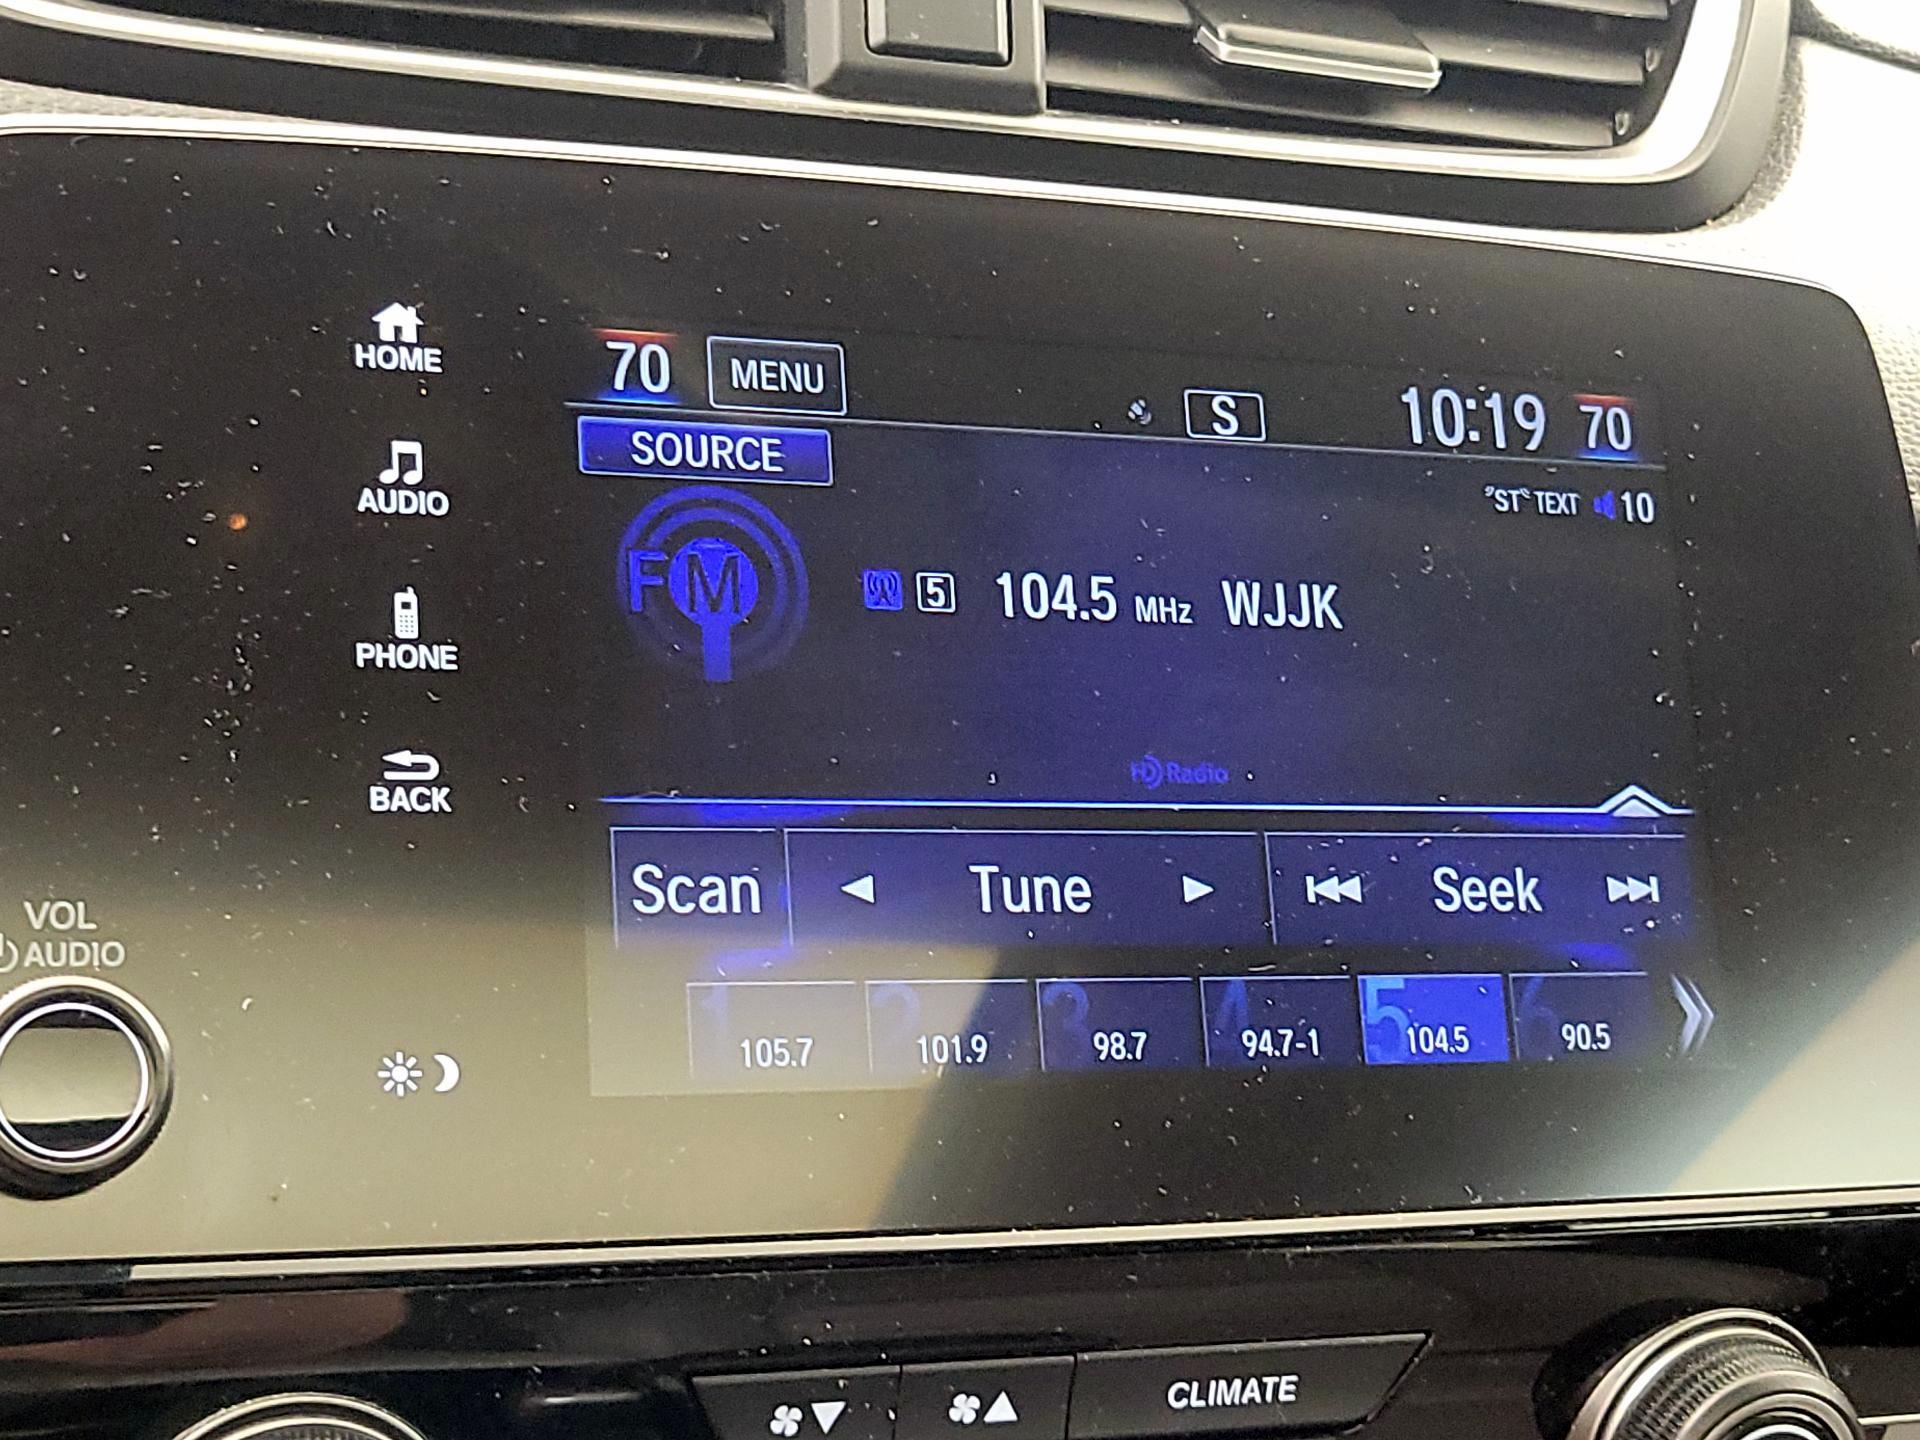 HOME
AUDIO
PHONE
BACK
VOL
AUDIO
70 MENU S 10:19 70
SOURCE
"ST" TEXT 10
FM 5 104.5 MHz WJJK
HD Radio
Scan Tune Seek
1 105.7 2 101.9 3 98.7 4 94.7-1 5 104.5 6 90.5
CLIMATE